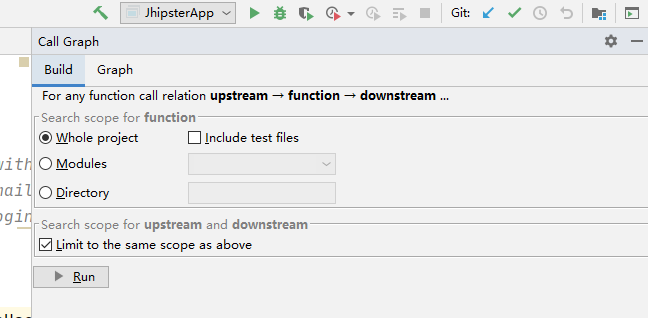 JhipsterApp
Git:
Call Graph
Build Graph
For any function call relation upstream → function → downstream ...
Search scope for function
Whole project Include test files
with
Modules
mail
Directory
ogin
Search scope for upstream and downstream
Limit to the same scope as above
Run